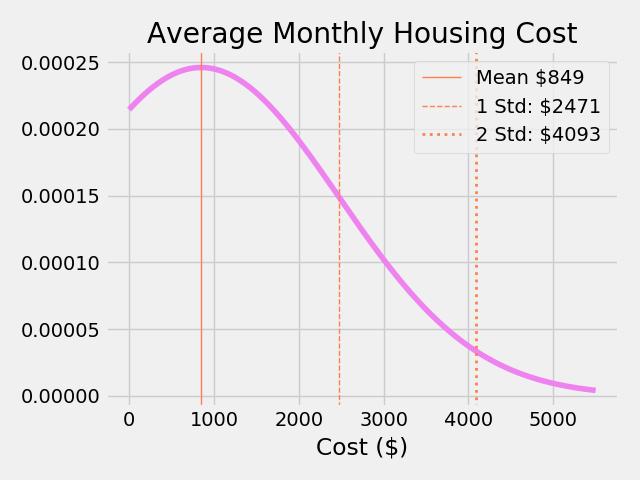 Average Monthly Housing Cost
0.00025
0.00020
0.00015
0.00010
0.00005
0.00000
Mean $849
1 Std: $2471
2 Std: $4093
0 1000 2000 3000 4000 5000
Cost ($)